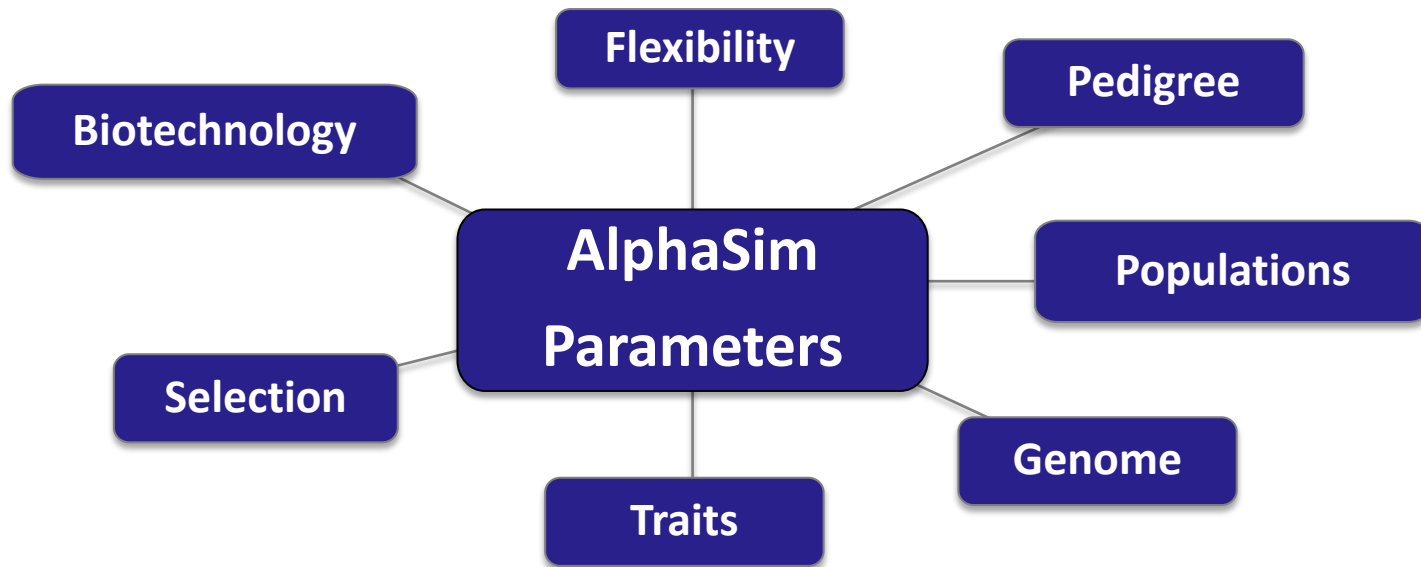 Flexibility
Pedigree
Biotechnology
AlphaSim
Parameters
Populations
Selection
Genome
Traits